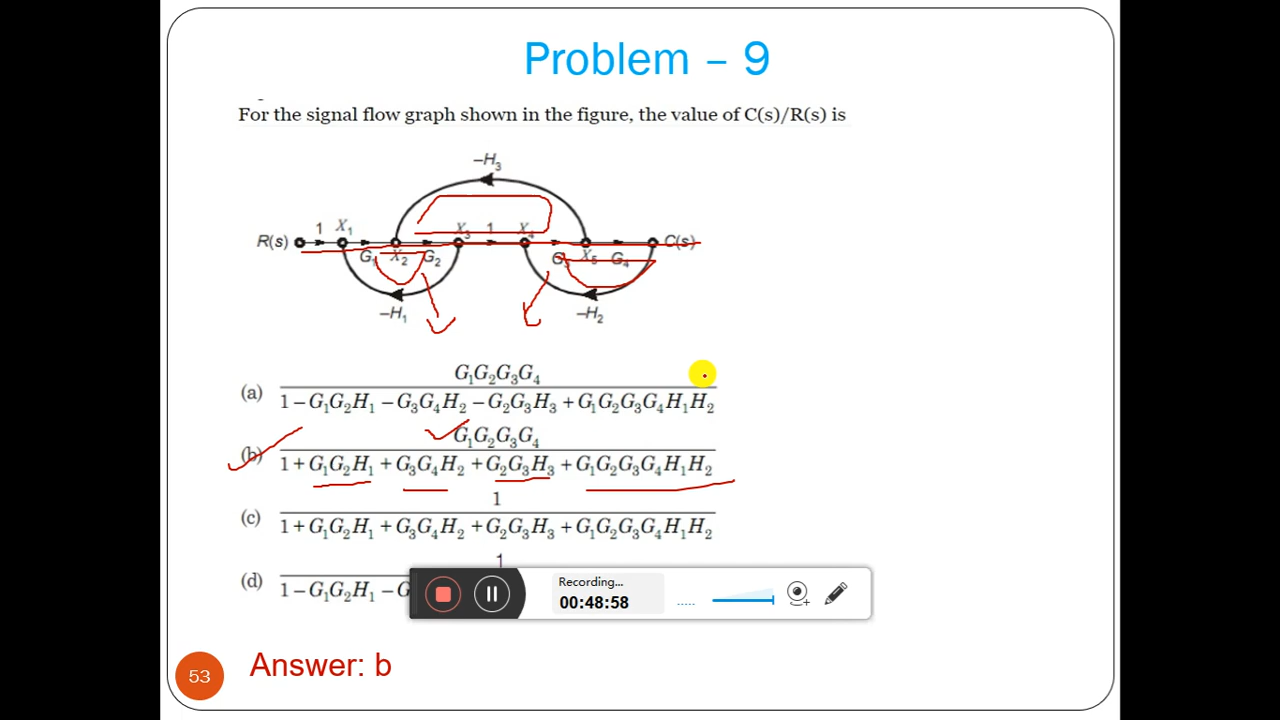 Problem – 9
For the signal flow graph shown in the figure, the value of C(s)/R(s) is
–H₃
R(s) 1 X₁ X₃ 1 X₄ C(s)
G₁ X₂ G₂ G₃ X₅ G₄
–H₁ –H₂
G₁G₂G₃G₄
(a) 1 – G₁G₂H₁ – G₃G₄H₂ – G₂G₃H₃ + G₁G₂G₃G₄H₁H₂
G₁G₂G₃G₄
(b) 1 + G₁G₂H₁ + G₃G₄H₂ + G₂G₃H₃ + G₁G₂G₃G₄H₁H₂
1
(c) 1 + G₁G₂H₁ + G₃G₄H₂ + G₂G₃H₃ + G₁G₂G₃G₄H₁H₂
1
(d) 1 – G₁G₂H₁ – G
Recording...
00:48:58
Answer: b
53